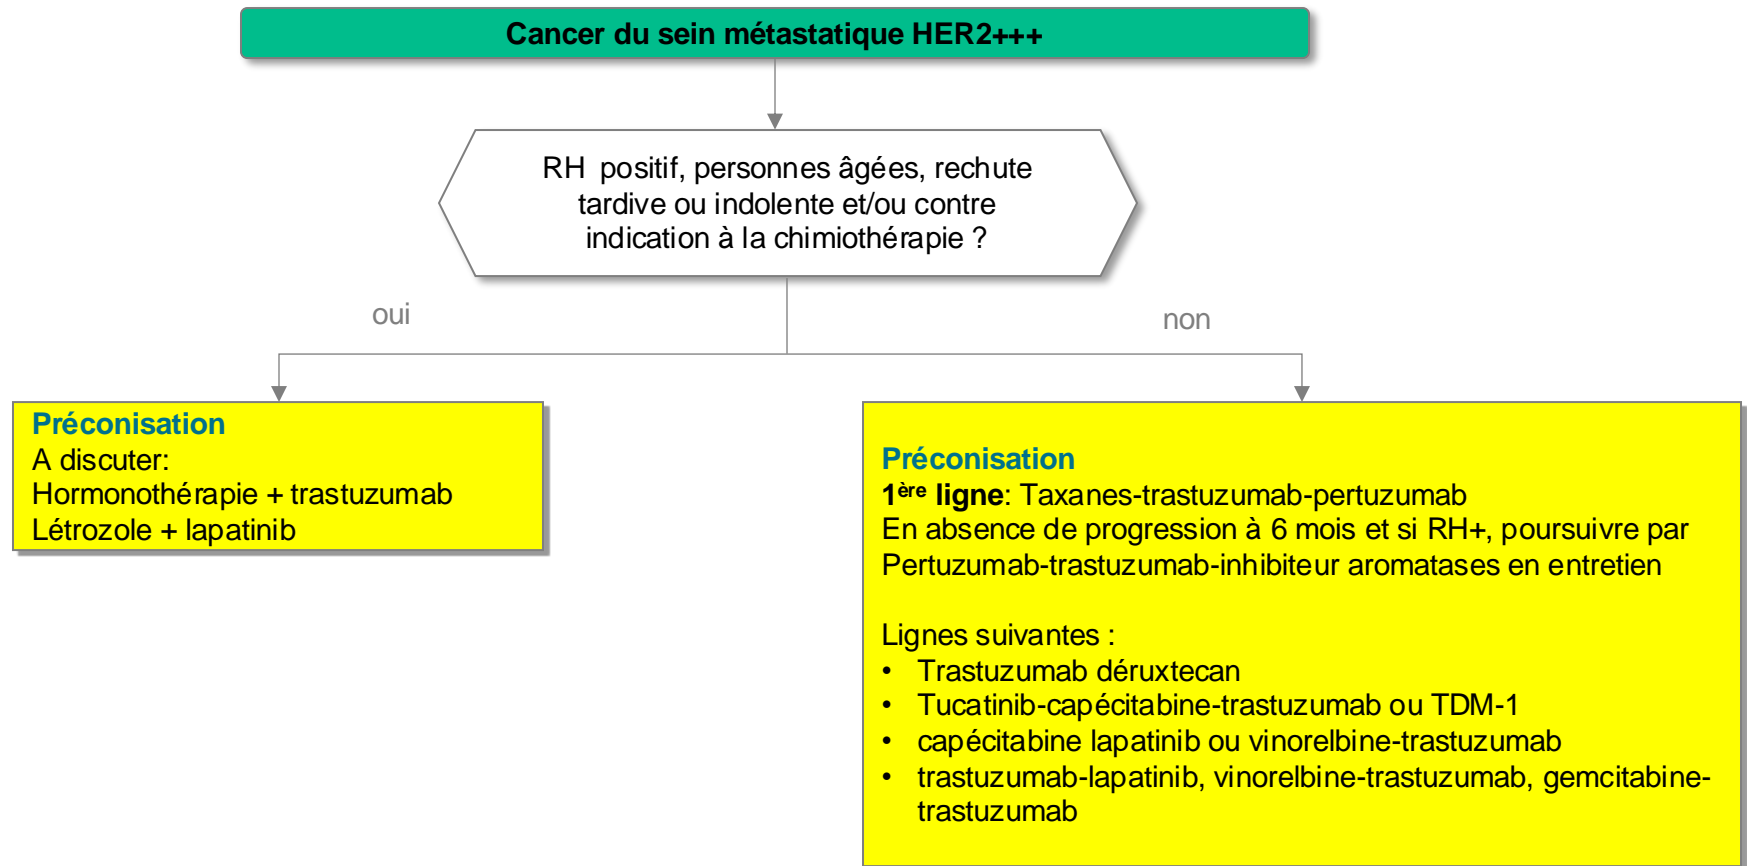 Cancer du sein métastatique HER2+++
RH positif, personnes âgées, rechute
tardive ou indolente et/ou contre
indication à la chimiothérapie ?
oui
non
Préconisation
A discuter:
Hormonothérapie + trastuzumab
Létrozole + lapatinib
Préconisation
1ère ligne: Taxanes-trastuzumab-pertuzumab
En absence de progression à 6 mois et si RH+, poursuivre par
Pertuzumab-trastuzumab-inhibiteur aromatases en entretien
Lignes suivantes :
• Trastuzumab déruxtecan
• Tucatinib-capécitabine-trastuzumab ou TDM-1
• capécitabine lapatinib ou vinorelbine-trastuzumab
• trastuzumab-lapatinib, vinorelbine-trastuzumab, gemcitabine-
trastuzumab